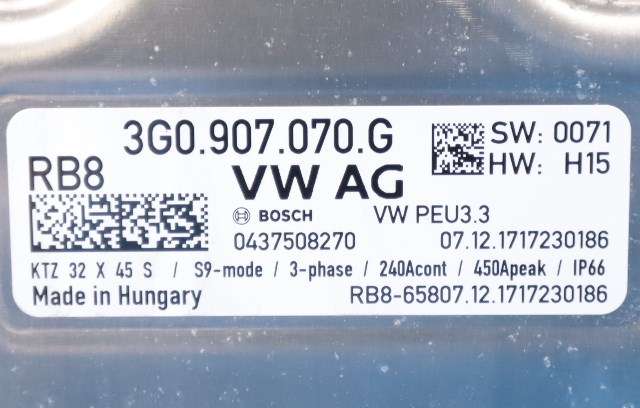 3G0.907.070.G
SW: 0071
HW: H15
RB8
VW AG
BOSCH
VW PEU3.3
0437508270
07.12.1717230186
KTZ 32 X 45 S / S9-mode / 3-phase / 240Acont / 450Apeak / IP66
Made in Hungary
RB8-65807.12.1717230186